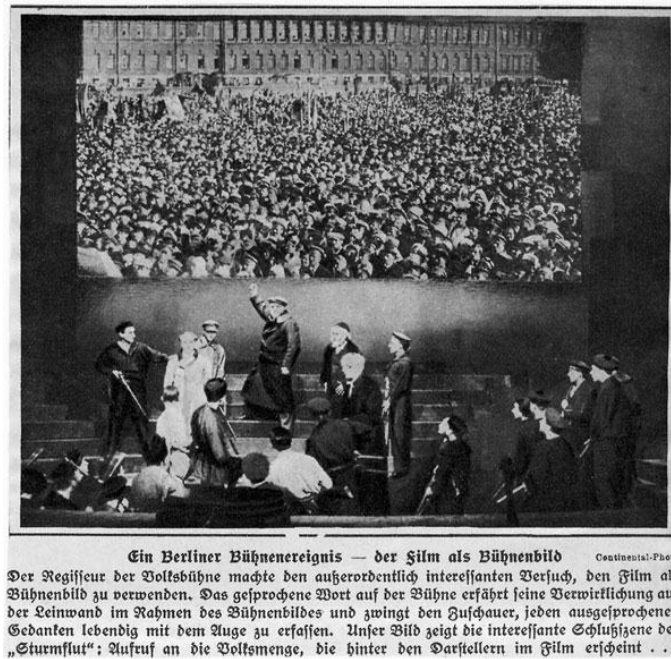 Ein Berliner Bühnenereignis — der Film als Bühnenbild
Continental-Pho
Der Regisseur der Volksbühne machte den außerordentlich interessanten Versuch, den Film al
Bühnenbild zu verwenden. Das gesprochene Wort auf der Bühne erfährt seine Verwirklichung au
der Leinwand im Rahmen des Bühnenbildes und zwingt den Zuschauer, jeden ausgesprochene
Gedanken lebendig mit dem Auge zu erfassen. Unser Bild zeigt die interessante Schlußszene de
„Sturmflut“: Aufruf an die Volksmenge, die hinter den Darstellern im Film erscheint . .